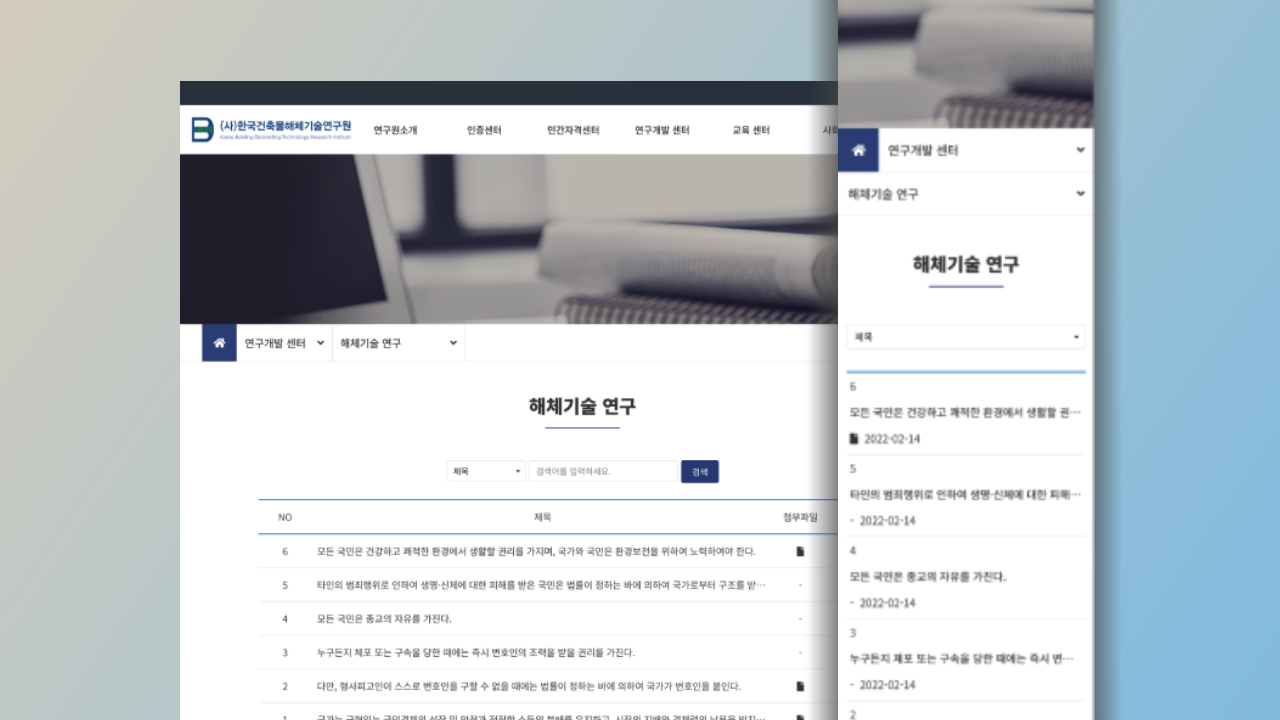 (사)한국건축물해체기술연구원
Korea Building Dismantling Technology Research Institute
연구원소개 인증센터 민간자격센터 연구개발 센터 교육 센터
연구개발 센터 해체기술 연구
해체기술 연구
제목 검색어를 입력하세요. 검색
NO 제목 첨부파일
6 모든 국민은 건강하고 쾌적한 환경에서 생활할 권리를 가지며, 국가와 국민은 환경보전을 위하여 노력하여야 한다.
5 타인의 범죄행위로 인하여 생명·신체에 대한 피해를 받은 국민은 법률이 정하는 바에 의하여 국가로부터 구조를 받… -
4 모든 국민은 종교의 자유를 가진다. -
3 누구든지 체포 또는 구속을 당한 때에는 즉시 변호인의 조력을 받을 권리를 가진다. -
2 다만, 형사피고인이 스스로 변호인을 구할 수 없을 때에는 법률이 정하는 바에 의하여 국가가 변호인을 붙인다.
연구개발 센터
해체기술 연구
해체기술 연구
제목
6
모든 국민은 건강하고 쾌적한 환경에서 생활할 권…
2022-02-14
5
타인의 범죄행위로 인하여 생명·신체에 대한 피해…
- 2022-02-14
4
모든 국민은 종교의 자유를 가진다.
- 2022-02-14
3
누구든지 체포 또는 구속을 당한 때에는 즉시 변…
- 2022-02-14
2